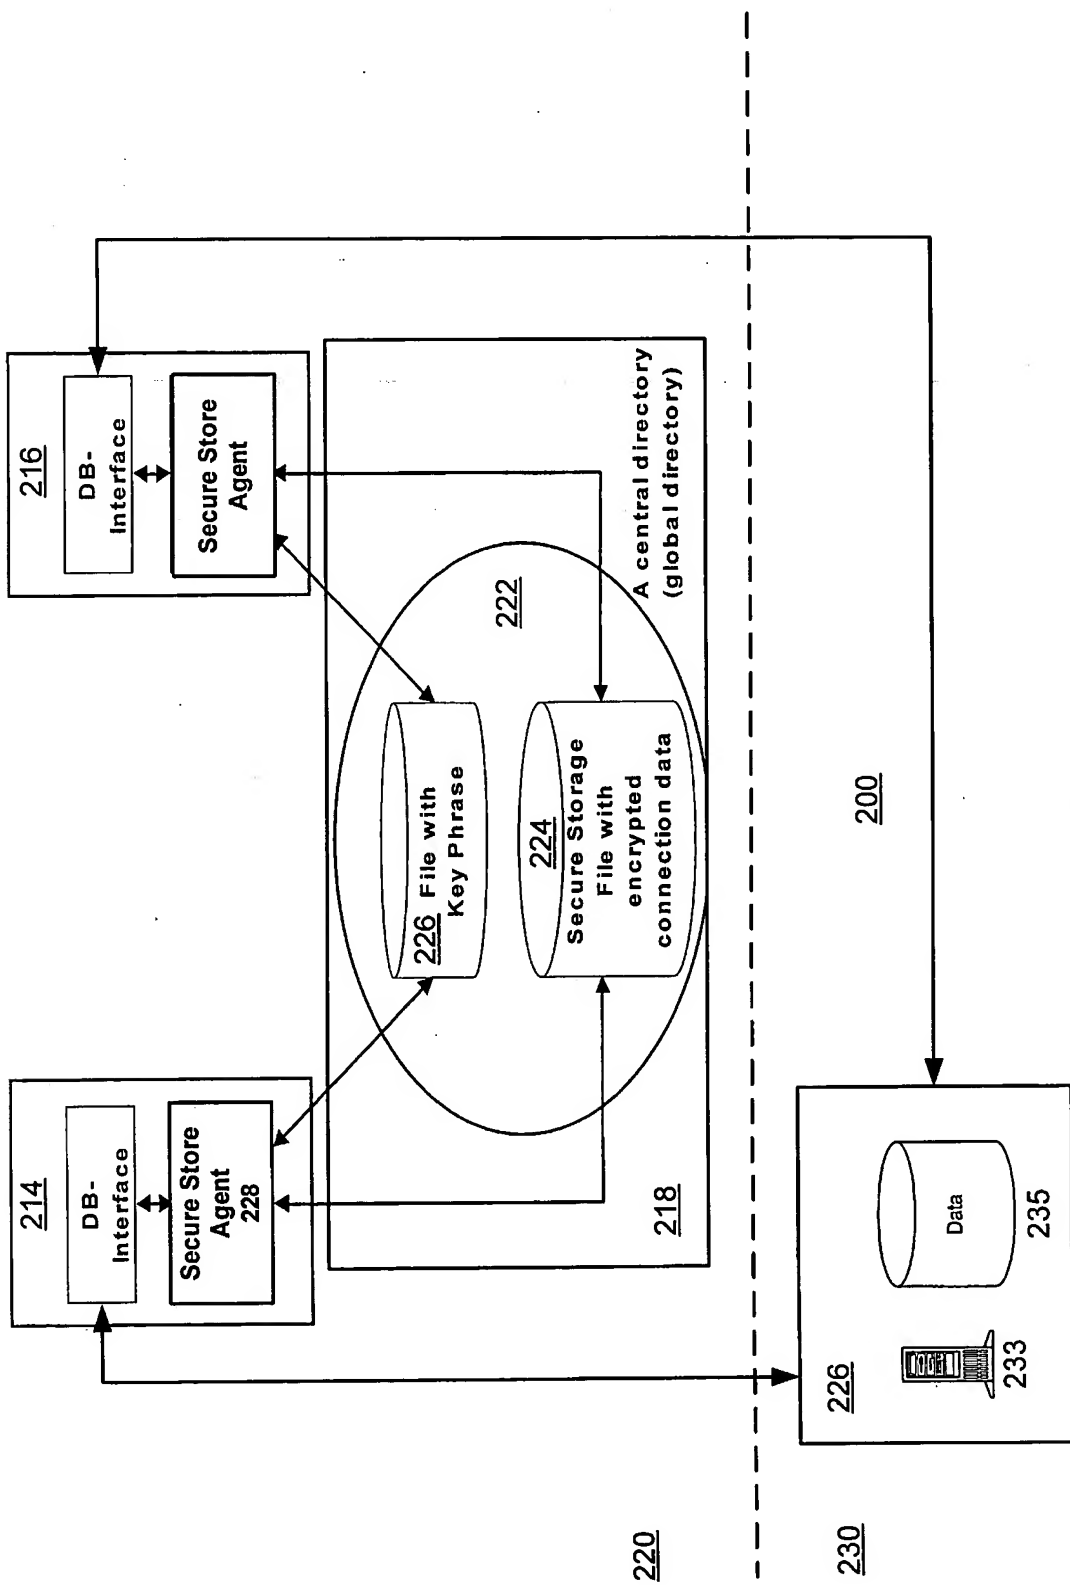 214
DB-
Interface
Secure Store
Agent
228
216
DB-
Interface
Secure Store
Agent
226 File with
Key Phrase
222
224
Secure Storage
File with
encrypted
connection data
218
A central directory
(global directory)
220
230
200
226
233
Data
235